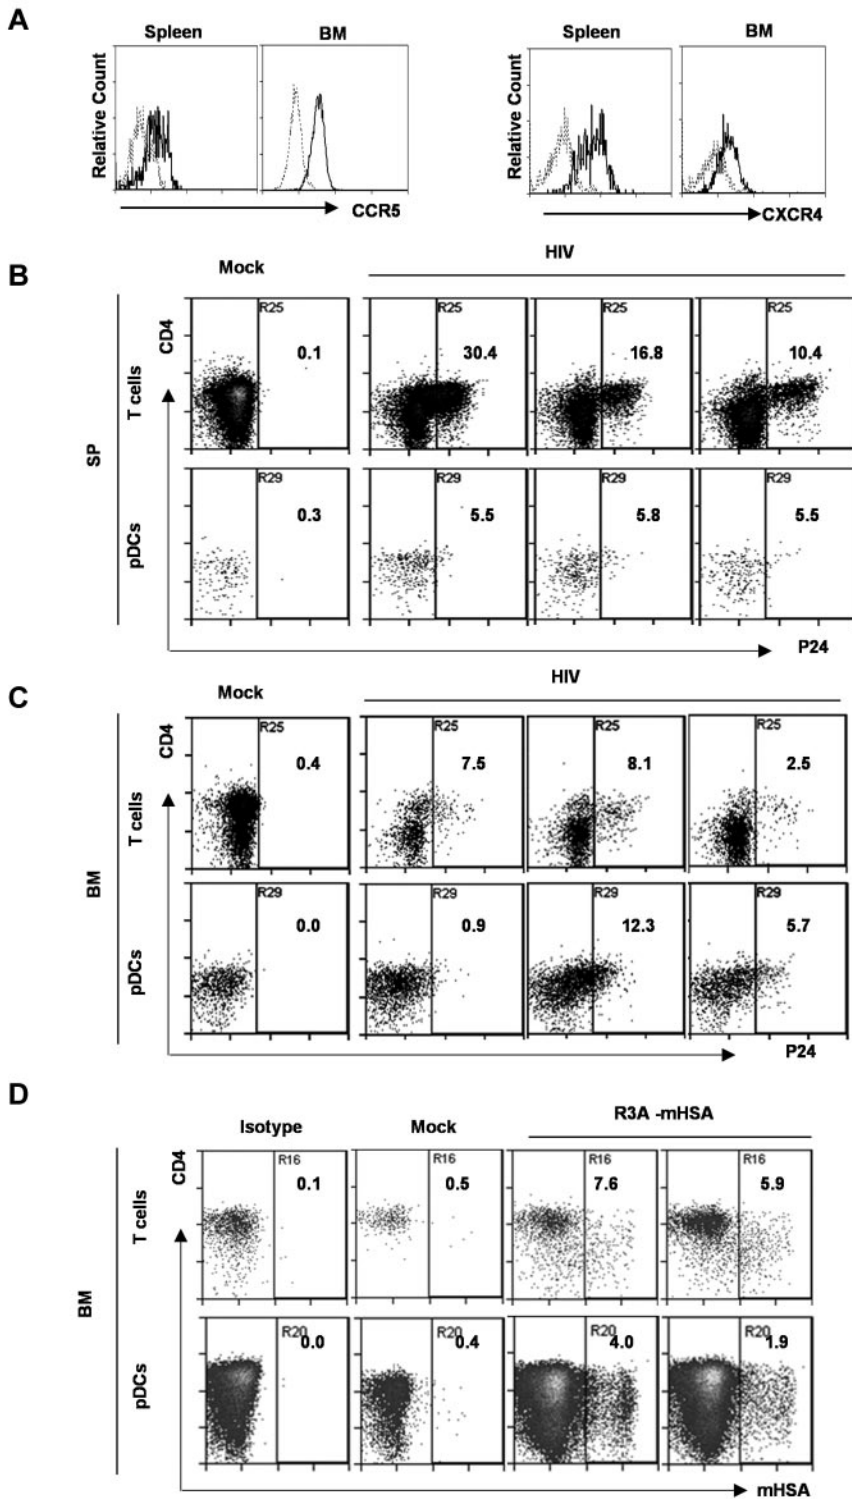 A
Spleen BM Spleen BM
Relative Count
CCR5
Relative Count
CXCR4
B
Mock HIV
SP
CD4
T cells
R25 0.1
R25 30.4
R25 16.8
R25 10.4
pDCs
R29 0.3
R29 5.5
R29 5.8
R29 5.5
P24
C
Mock HIV
BM
CD4
T cells
R25 0.4
R25 7.5
R25 8.1
R25 2.5
pDCs
R29 0.0
R29 0.9
R29 12.3
R29 5.7
P24
D
Isotype Mock R3A -mHSA
BM
CD4
T cells
R16 0.1
R16 0.5
R16 7.6
R16 5.9
pDCs
R20 0.0
R20 0.4
R20 4.0
R20 1.9
mHSA